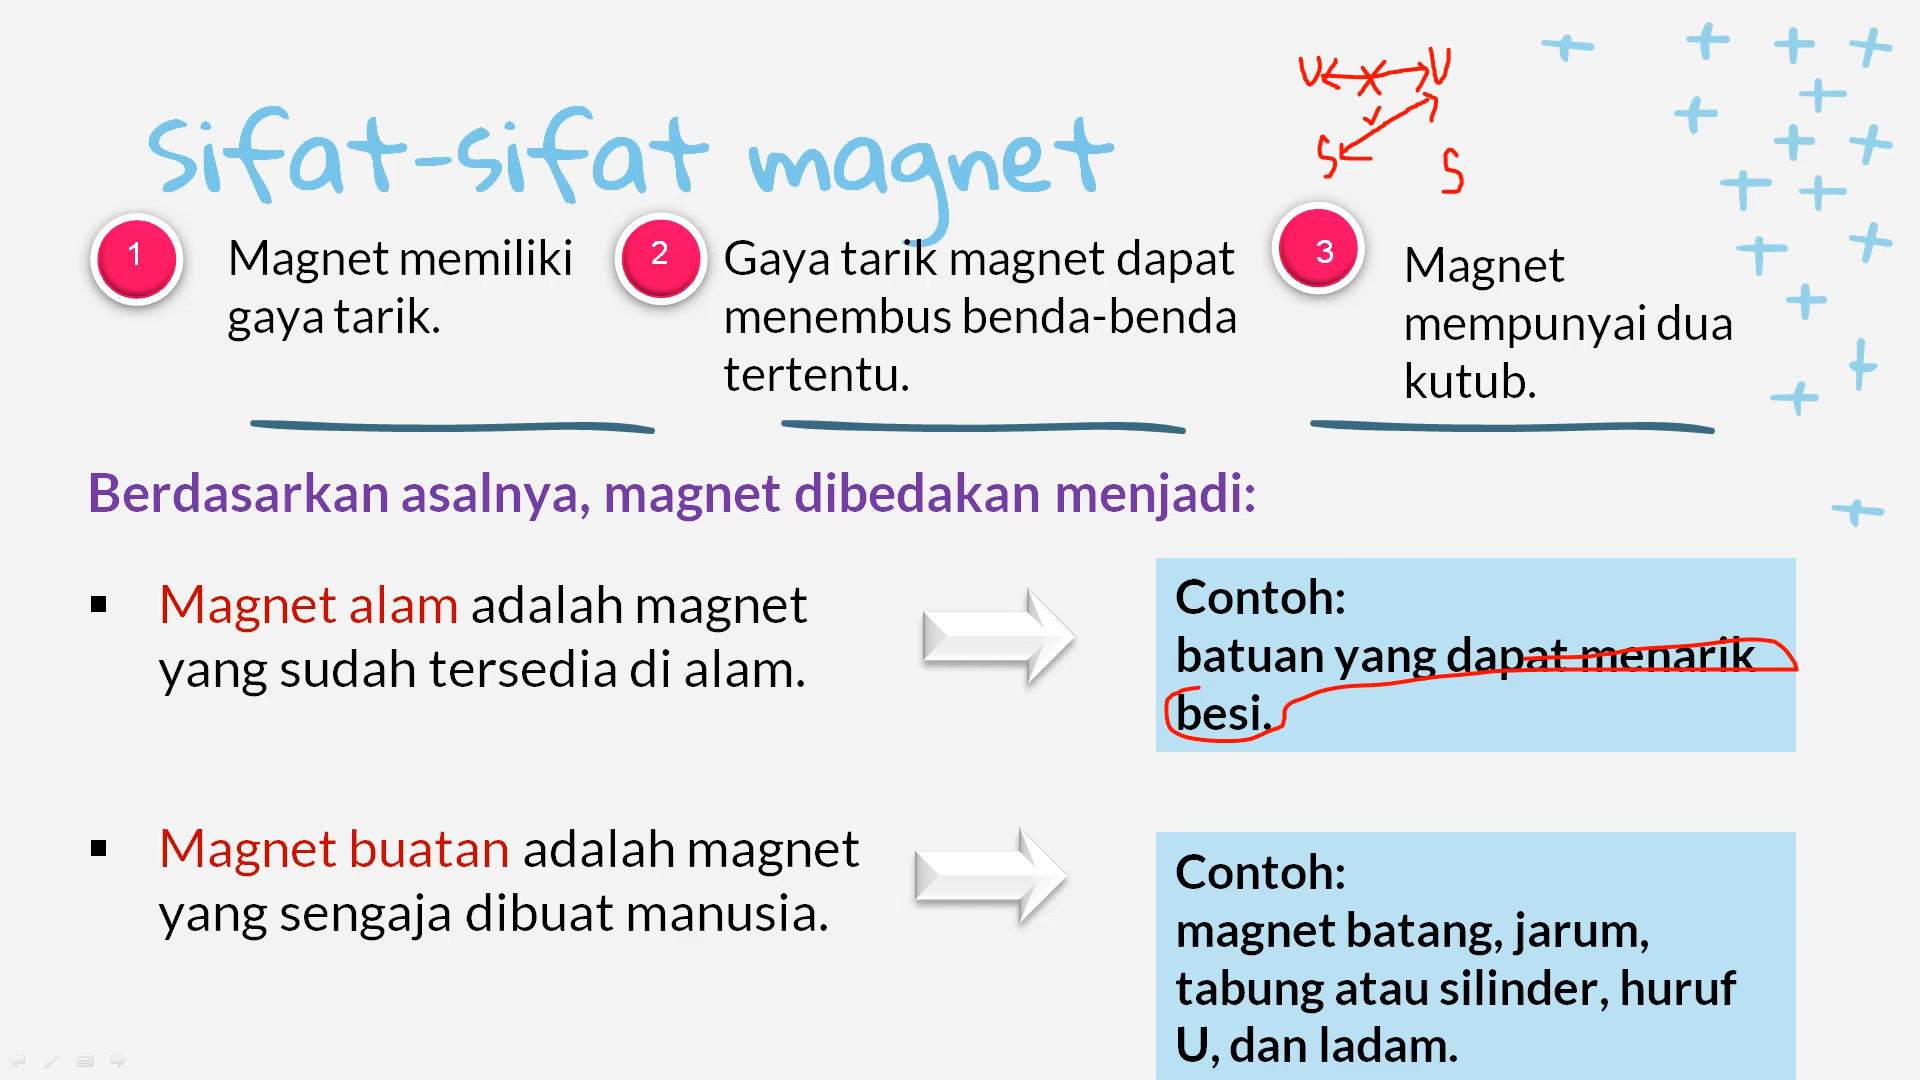 U U
S S
Sifat-sifat magnet
1
Magnet memiliki
gaya tarik.
2
Gaya tarik magnet dapat
menembus benda-benda
tertentu.
3
Magnet
mempunyai dua
kutub.
Berdasarkan asalnya, magnet dibedakan menjadi:
▪ Magnet alam adalah magnet
yang sudah tersedia di alam.
Contoh:
batuan yang dapat menarik
besi.
▪ Magnet buatan adalah magnet
yang sengaja dibuat manusia.
Contoh:
magnet batang, jarum,
tabung atau silinder, huruf
U, dan ladam.